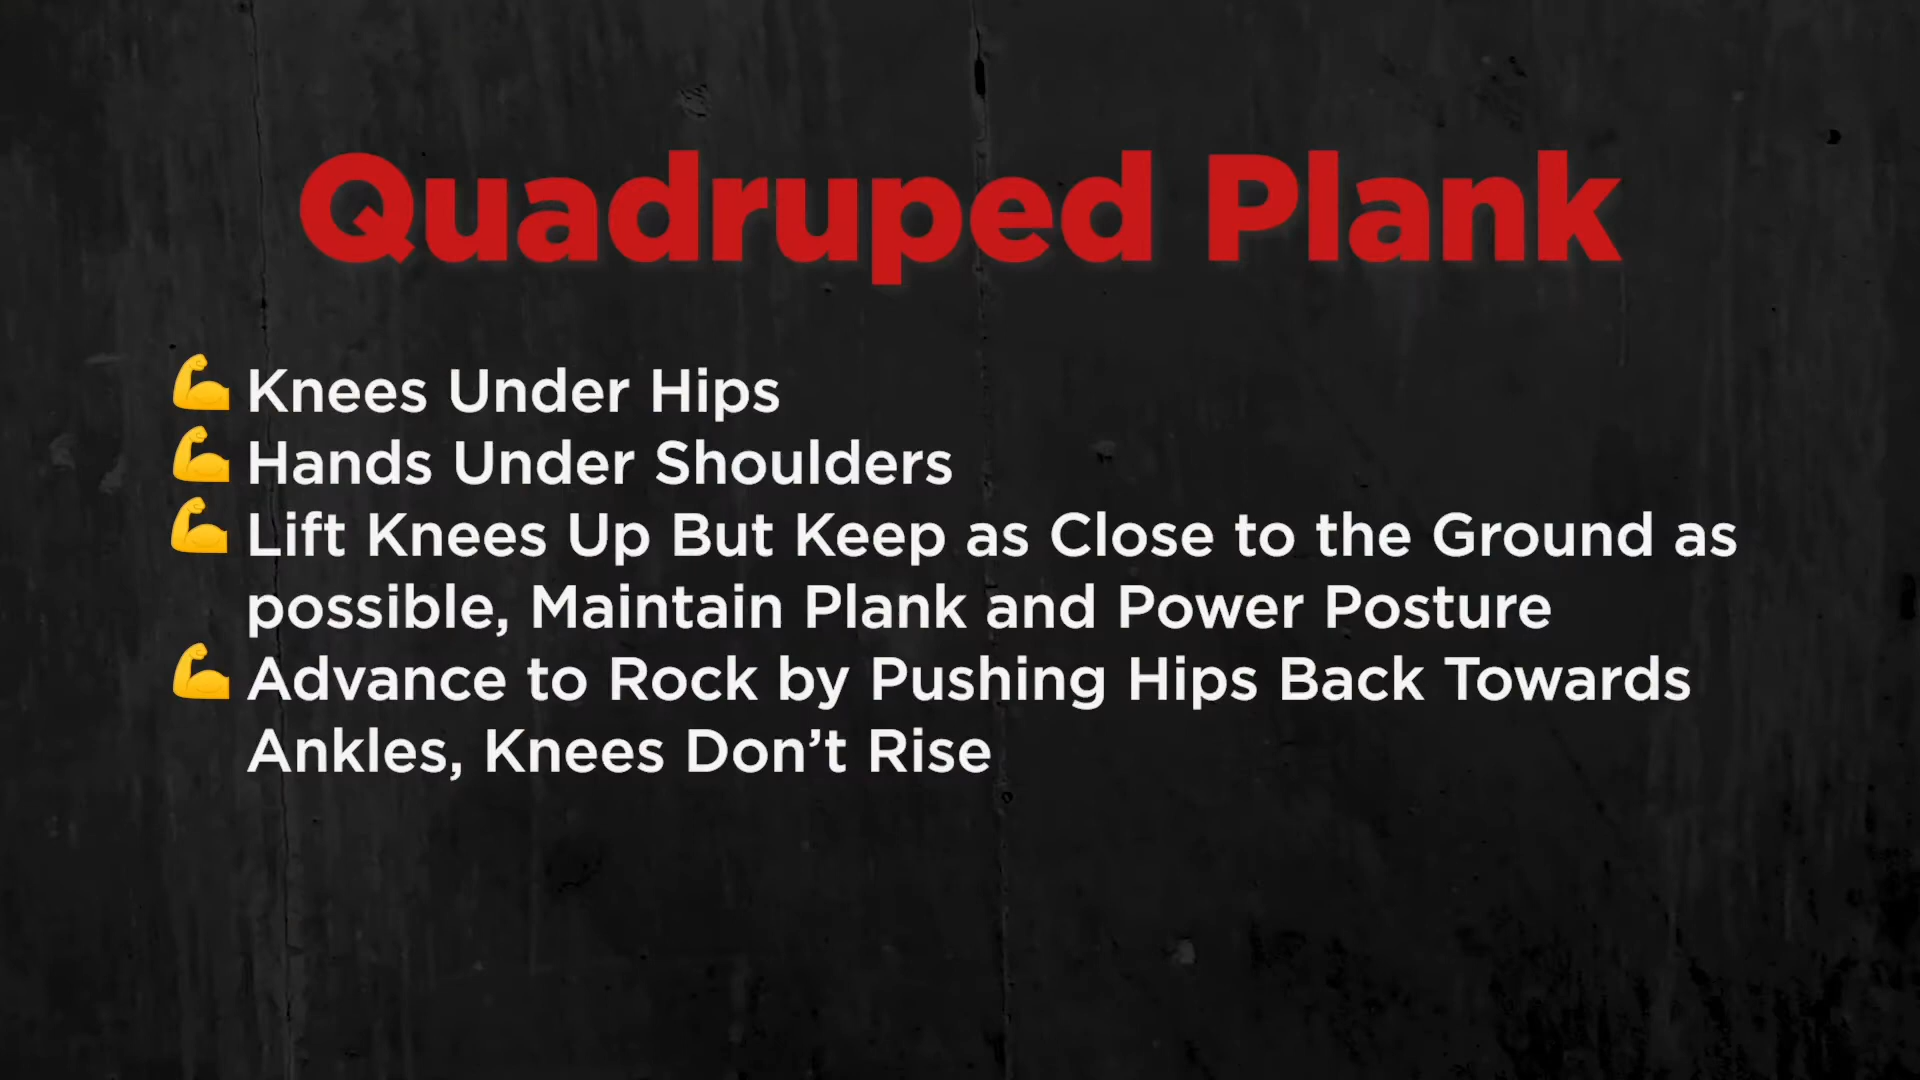 Quadruped Plank
💪 Knees Under Hips
💪 Hands Under Shoulders
💪 Lift Knees Up But Keep as Close to the Ground as
possible, Maintain Plank and Power Posture
💪 Advance to Rock by Pushing Hips Back Towards
Ankles, Knees Don’t Rise